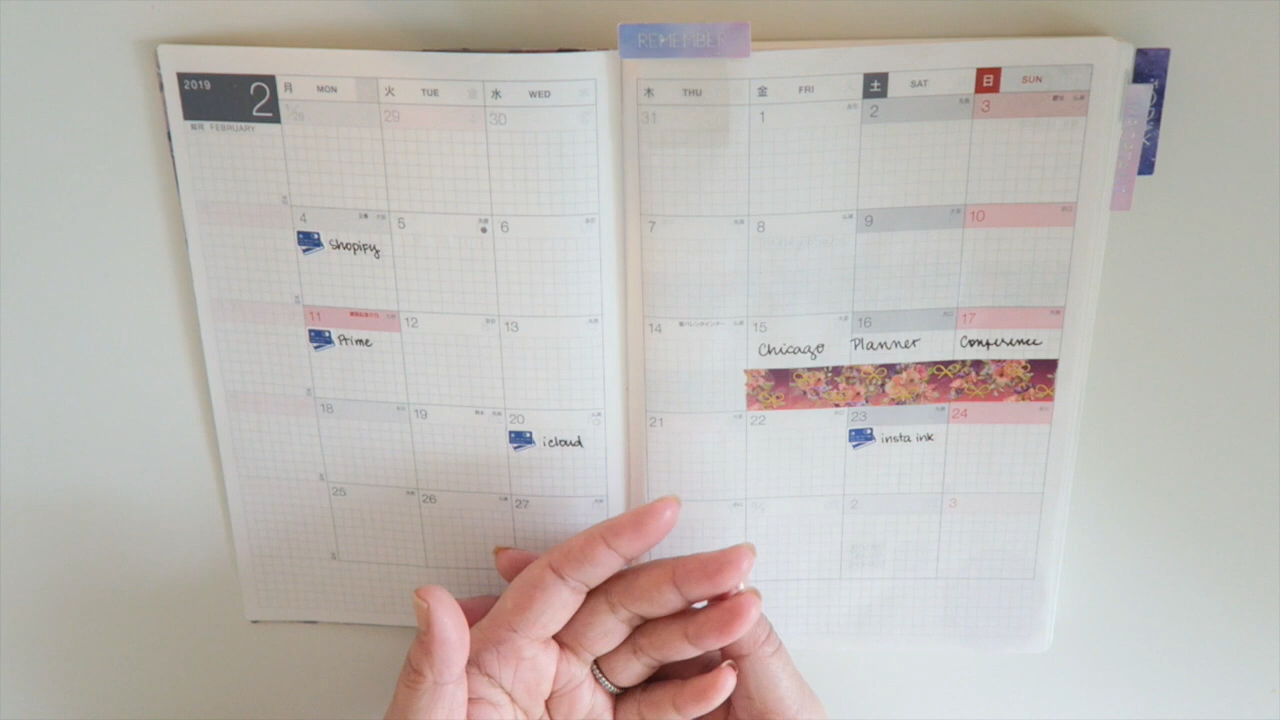 REMEMBER
2019 2
如月 FEBRUARY
月 MON 火 TUE 水 WED 木 THU 金 FRI 土 SAT 日 SUN
28 29 30 31 1 2 3
4 5 6 7 8 9 10
Shopify
11 12 13 14 15 16 17
Prime Chicago Planner Conference
18 19 20 21 22 23 24
icloud insta ink
25 26 27 2 3